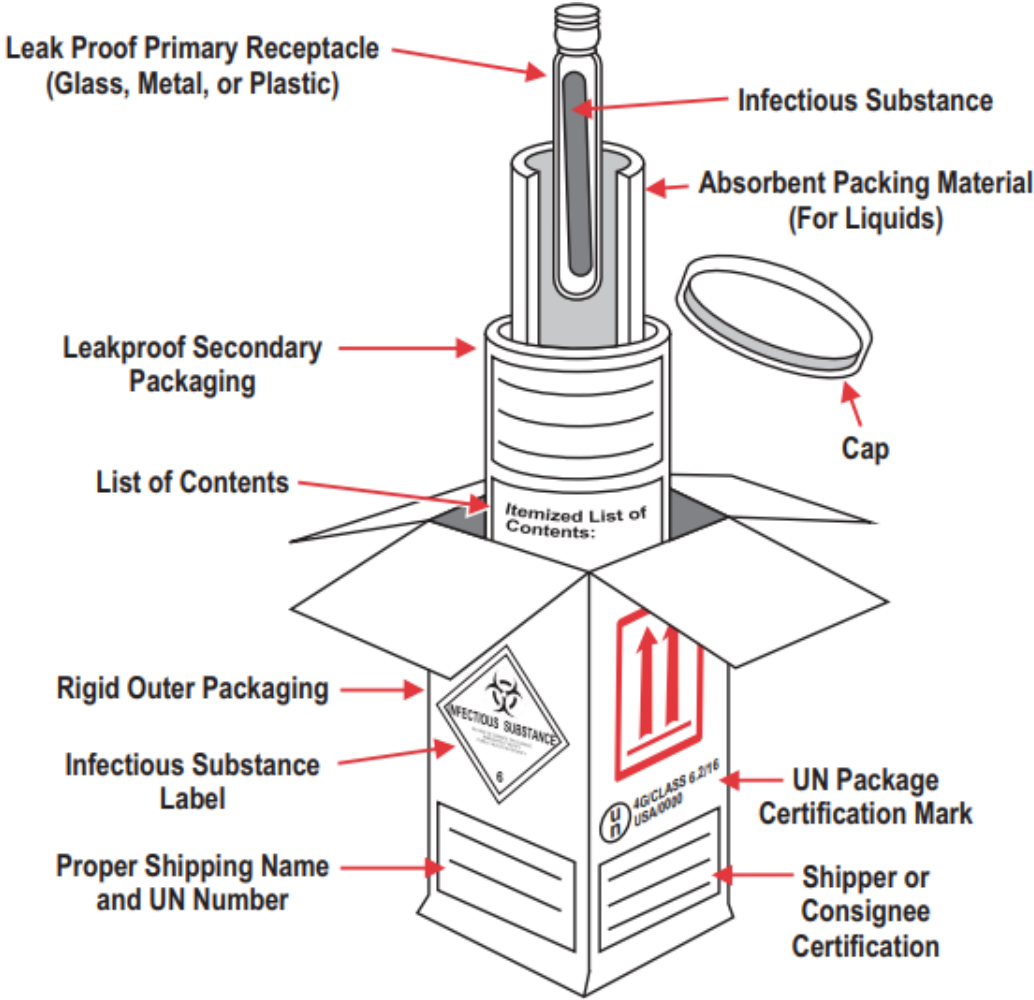 Leak Proof Primary Receptacle
(Glass, Metal, or Plastic)
Infectious Substance
Absorbent Packing Material
(For Liquids)
Leakproof Secondary
Packaging
Cap
List of Contents
Itemized List of
Contents:
Rigid Outer Packaging
INFECTIOUS SUBSTANCE
6
Infectious Substance
Label
un
4G/CLASS 6.2/16
USA/0000
UN Package
Certification Mark
Proper Shipping Name
and UN Number
Shipper or
Consignee
Certification